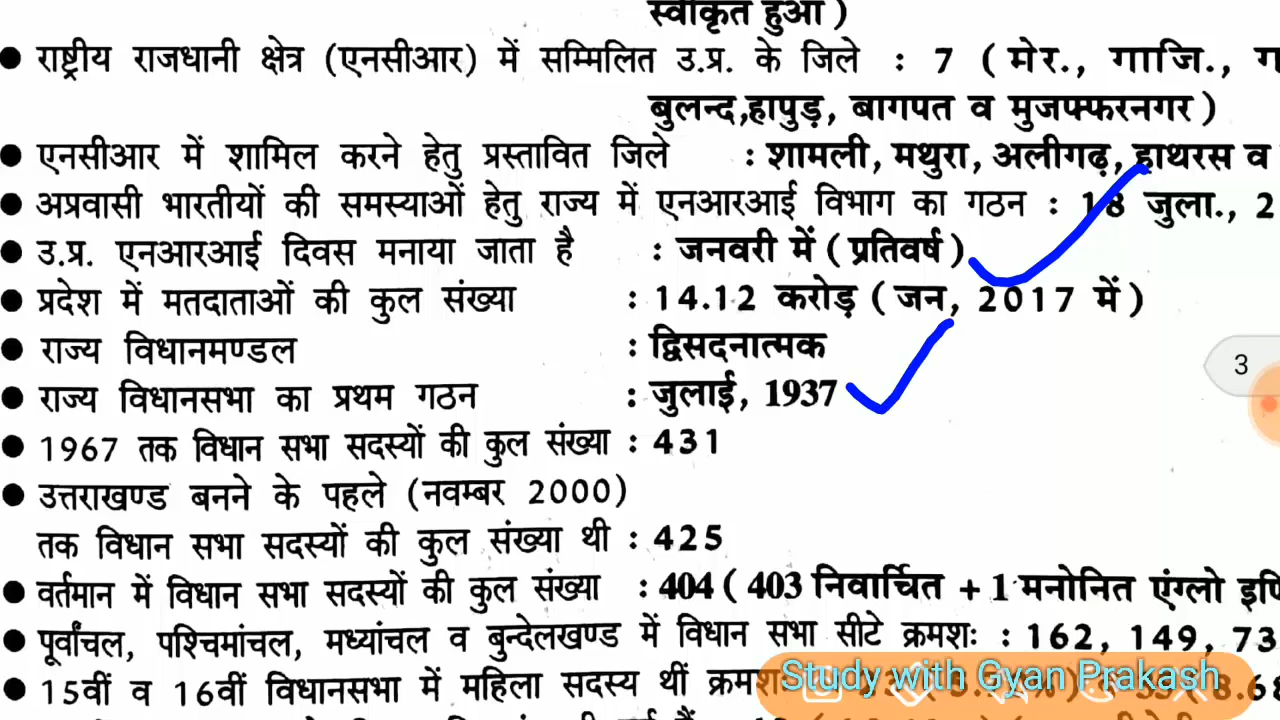 स्वीकृत हुआ )
● राष्ट्रीय राजधानी क्षेत्र (एनसीआर) में सम्मिलित उ.प्र. के जिले : 7 ( मेर., गाजि.,
बुलन्द,हापुड़, बागपत व मुजफ्फरनगर )
● एनसीआर में शामिल करने हेतु प्रस्तावित जिले : शामली, मथुरा, अलीगढ़, हाथरस व
● अप्रवासी भारतीयों की समस्याओं हेतु राज्य में एनआरआई विभाग का गठन : 18 जुला., 2
● उ.प्र. एनआरआई दिवस मनाया जाता है : जनवरी में ( प्रतिवर्ष )
● प्रदेश में मतदाताओं की कुल संख्या : 14.12 करोड़ ( जन, 2017 में )
● राज्य विधानमण्डल : द्विसदनात्मक
3
● राज्य विधानसभा का प्रथम गठन : जुलाई, 1937
● 1967 तक विधान सभा सदस्यों की कुल संख्या : 431
● उत्तराखण्ड बनने के पहले (नवम्बर 2000)
तक विधान सभा सदस्यों की कुल संख्या थी : 425
● वर्तमान में विधान सभा सदस्यों की कुल संख्या : 404 ( 403 निवार्चित + 1 मनोनित एंग्लो
● पूर्वांचल, पश्चिमांचल, मध्यांचल व बुन्देलखण्ड में विधान सभा सीटे क्रमशः : 162, 149, 73
● 15वीं व 16वीं विधानसभा में महिला सदस्य थीं
Study with Gyan Prakash